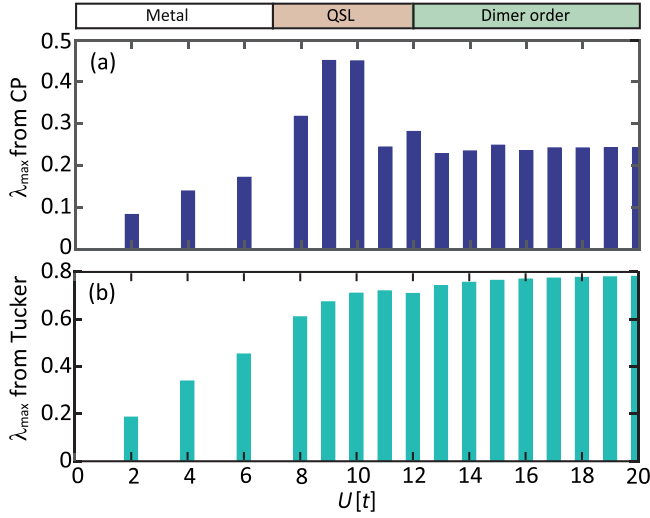 Metal QSL Dimer order
(a)
λmax from CP
0.5
0.4
0.3
0.2
0.1
0
(b)
λmax from Tucker
0.8
0.6
0.4
0.2
0
0 2 4 6 8 10 12 14 16 18 20
U [t]